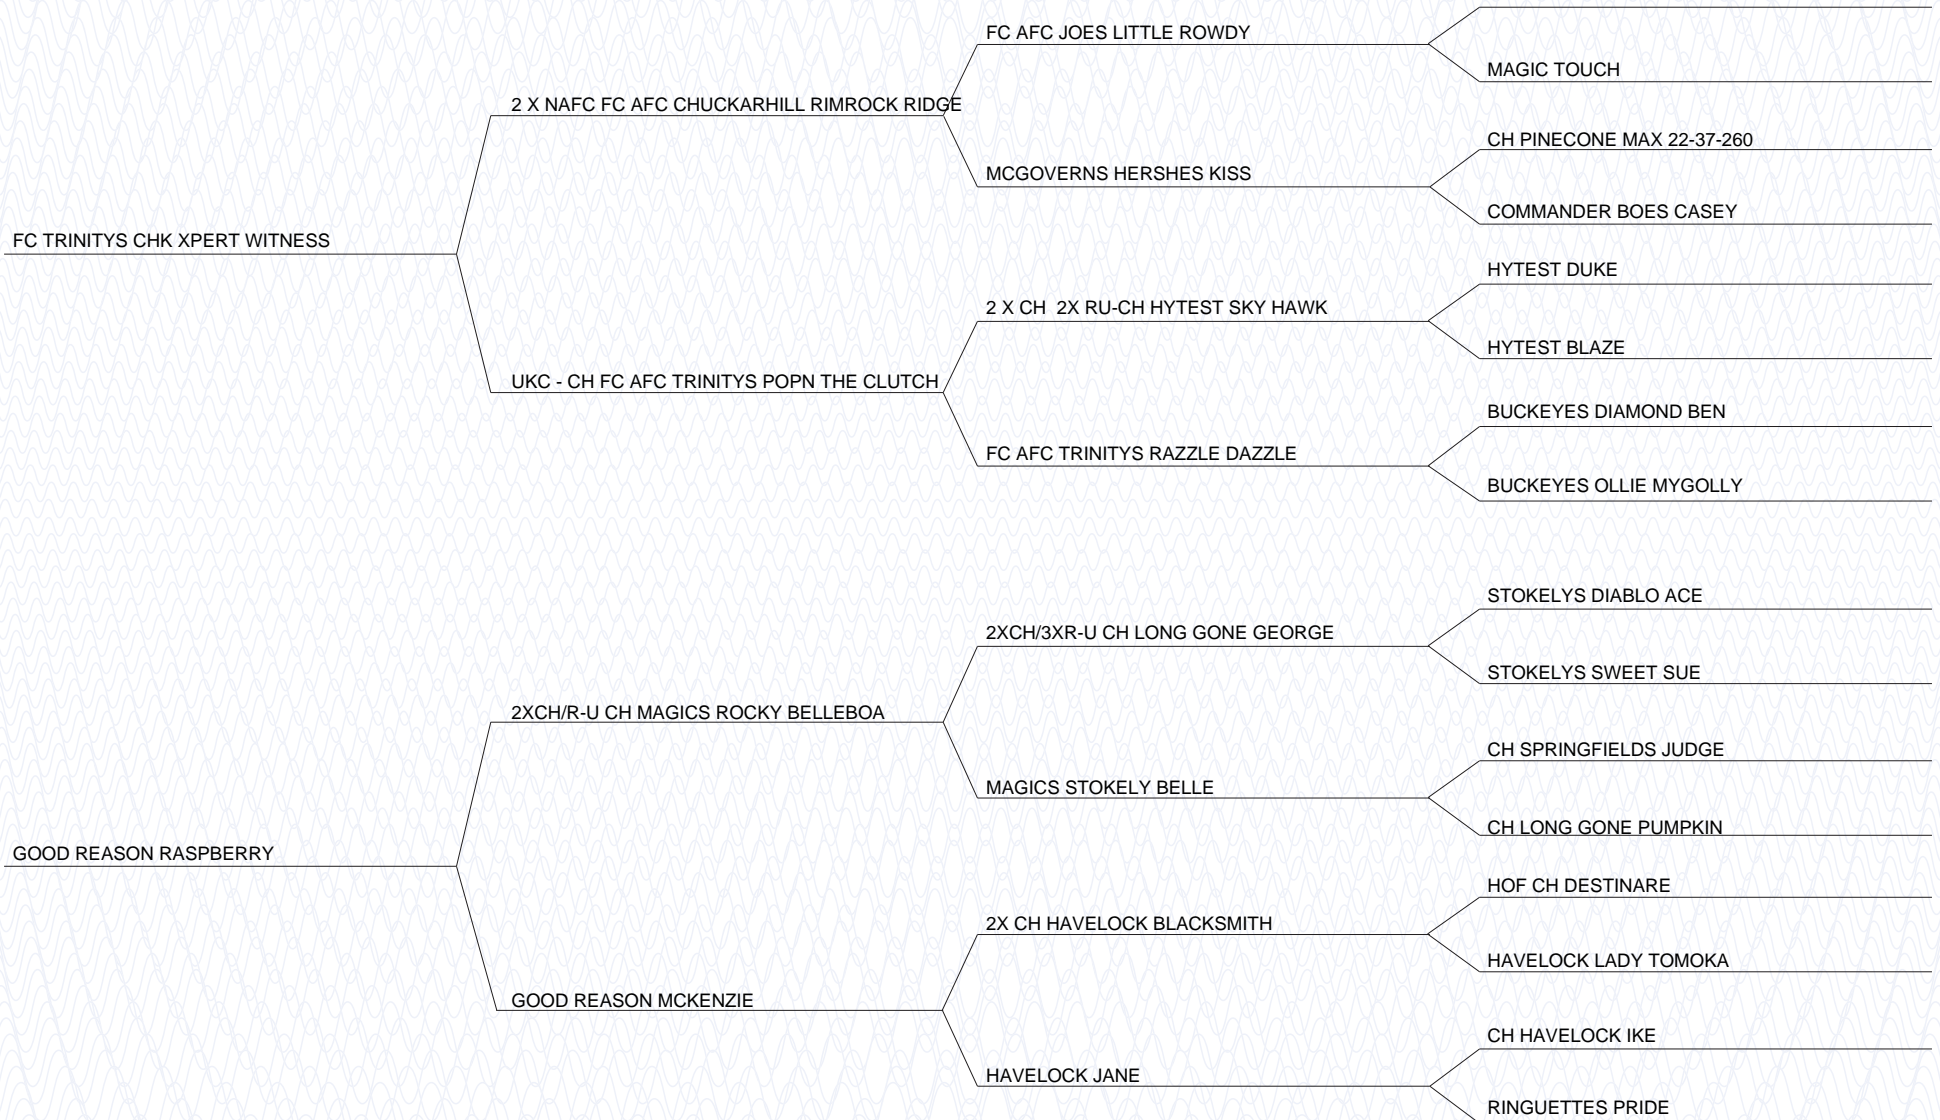 FC AFC JOES LITTLE ROWDY
MAGIC TOUCH
2 X NAFC FC AFC CHUCKARHILL RIMROCK RIDGE
CH PINECONE MAX 22-37-260
MCGOVERNS HERSHES KISS
COMMANDER BOES CASEY
FC TRINITYS CHK XPERT WITNESS
HYTEST DUKE
2 X CH  2X RU-CH HYTEST SKY HAWK
HYTEST BLAZE
UKC - CH FC AFC TRINITYS POPN THE CLUTCH
BUCKEYES DIAMOND BEN
FC AFC TRINITYS RAZZLE DAZZLE
BUCKEYES OLLIE MYGOLLY
STOKELYS DIABLO ACE
2XCH/3XR-U CH LONG GONE GEORGE
STOKELYS SWEET SUE
2XCH/R-U CH MAGICS ROCKY BELLEBOA
CH SPRINGFIELDS JUDGE
MAGICS STOKELY BELLE
CH LONG GONE PUMPKIN
GOOD REASON RASPBERRY
HOF CH DESTINARE
2X CH HAVELOCK BLACKSMITH
HAVELOCK LADY TOMOKA
GOOD REASON MCKENZIE
CH HAVELOCK IKE
HAVELOCK JANE
RINGUETTES PRIDE